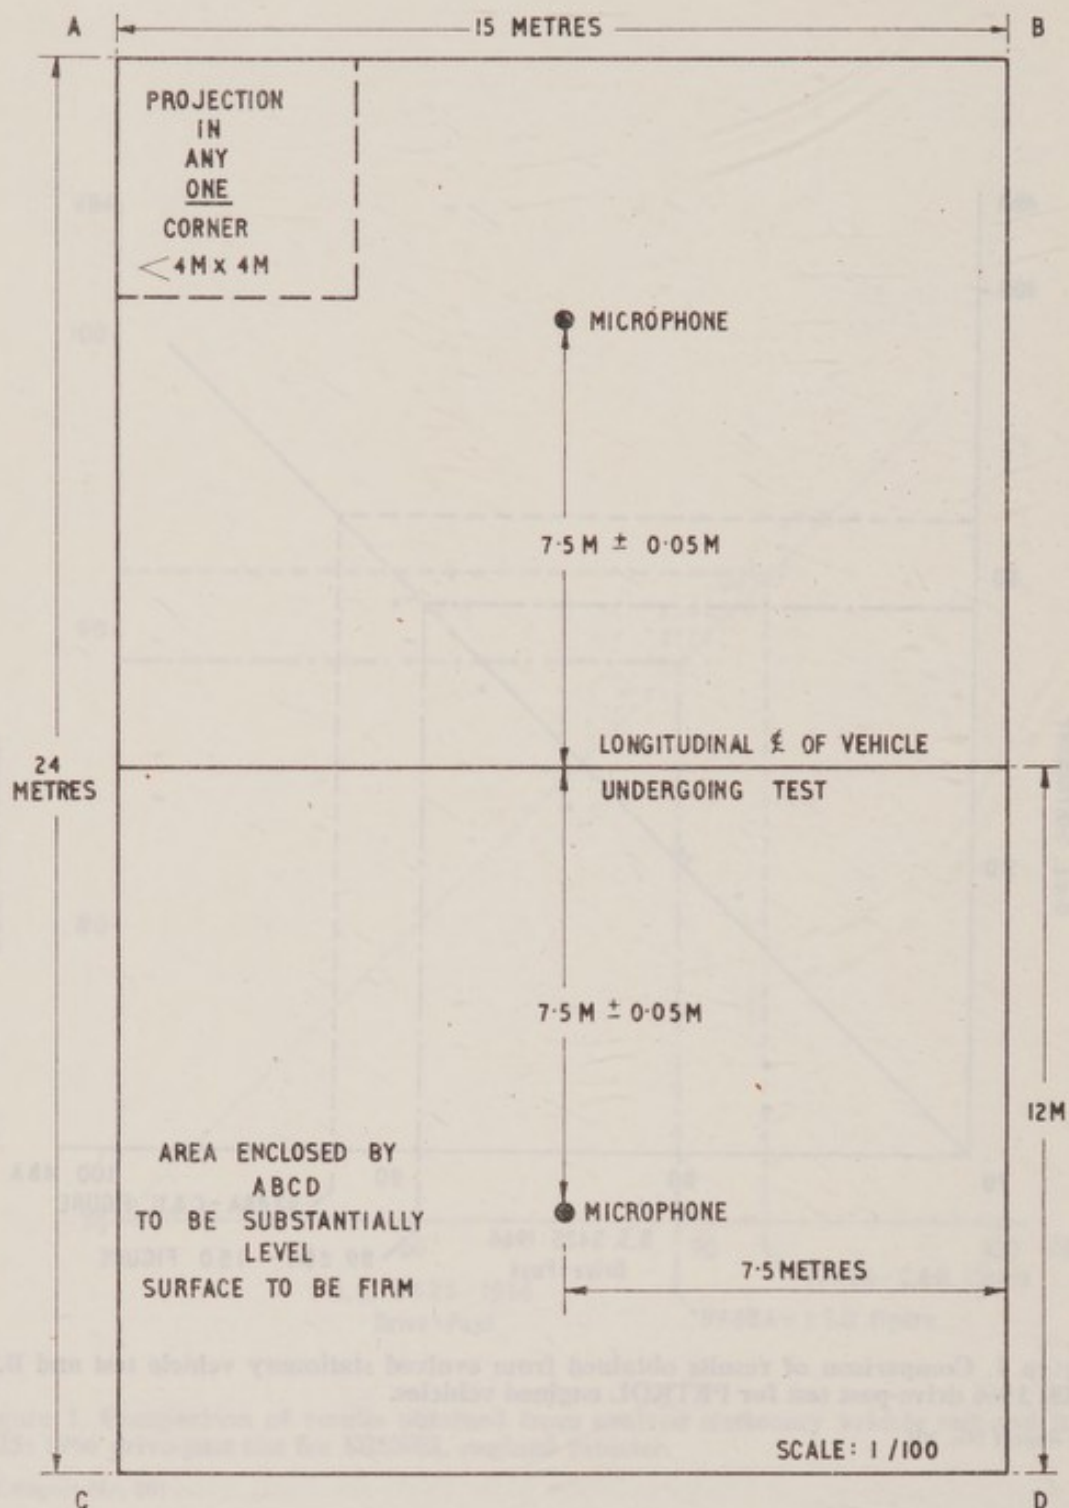 A
15 METRES
B
PROJECTION
IN
ANY
ONE
CORNER
<4M x 4M
MICROPHONE
7·5M ± 0·05M
LONGITUDINAL ℄ OF VEHICLE
24
METRES
UNDERGOING TEST
7·5M ± 0·05M
12M
AREA ENCLOSED BY
ABCD
TO BE SUBSTANTIALLY
LEVEL
SURFACE TO BE FIRM
MICROPHONE
7·5 METRES
SCALE: 1/100
C
D